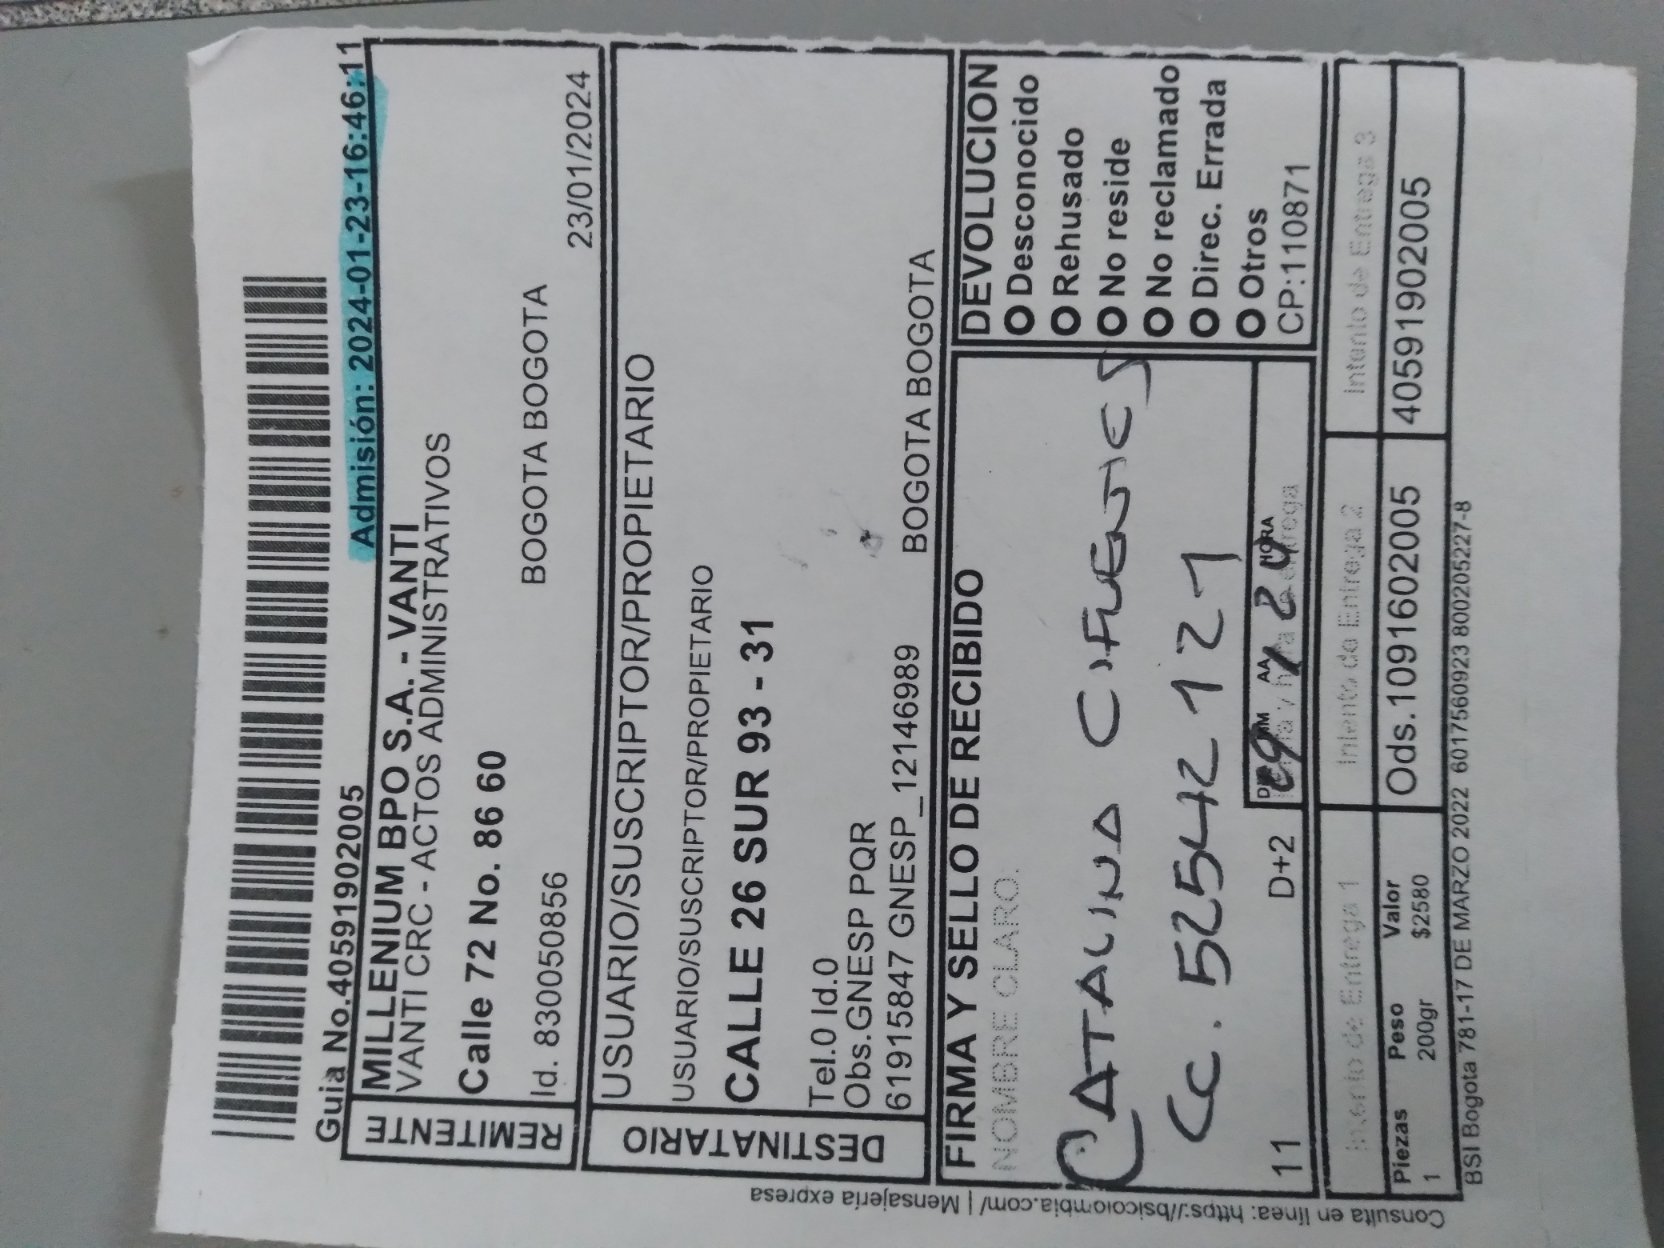 Guia No.40591902005
Admisión: 2024-01-23-16:46:11
REMITENTE
MILLENIUM BPO S.A. - VANTI
VANTI CRC - ACTOS ADMINISTRATIVOS
Calle 72 No. 86 60
BOGOTA BOGOTA
Id. 830050856
23/01/2024
DESTINATARIO
USUARIO/SUSCRIPTOR/PROPIETARIO
USUARIO/SUSCRIPTOR/PROPIETARIO
CALLE 26 SUR 93 - 31
Tel.0 Id.0
Obs.GNESP PQR
61915847 GNESP_12146989
BOGOTA BOGOTA
FIRMA Y SELLO DE RECIBIDO
NOMBRE CLARO.
CATALINA CIFUENTES
CC. 52542121
11
D+2
AA
HORA
DEVOLUCION
O Desconocido
O Rehusado
O No reside
O No reclamado
O Direc. Errada
O Otros
CP:110871
Intento de Entrega 1
Intento de Entrega 2
Intento de Entrega 3
Piezas Peso Valor
1 200gr $2580
Ods.1091602005
40591902005
BSI Bogota 781-17 DE MARZO 2022 6017560923 800205227-8
Consulta en línea: https://bsicolombia.com/ | Mensajería expresa